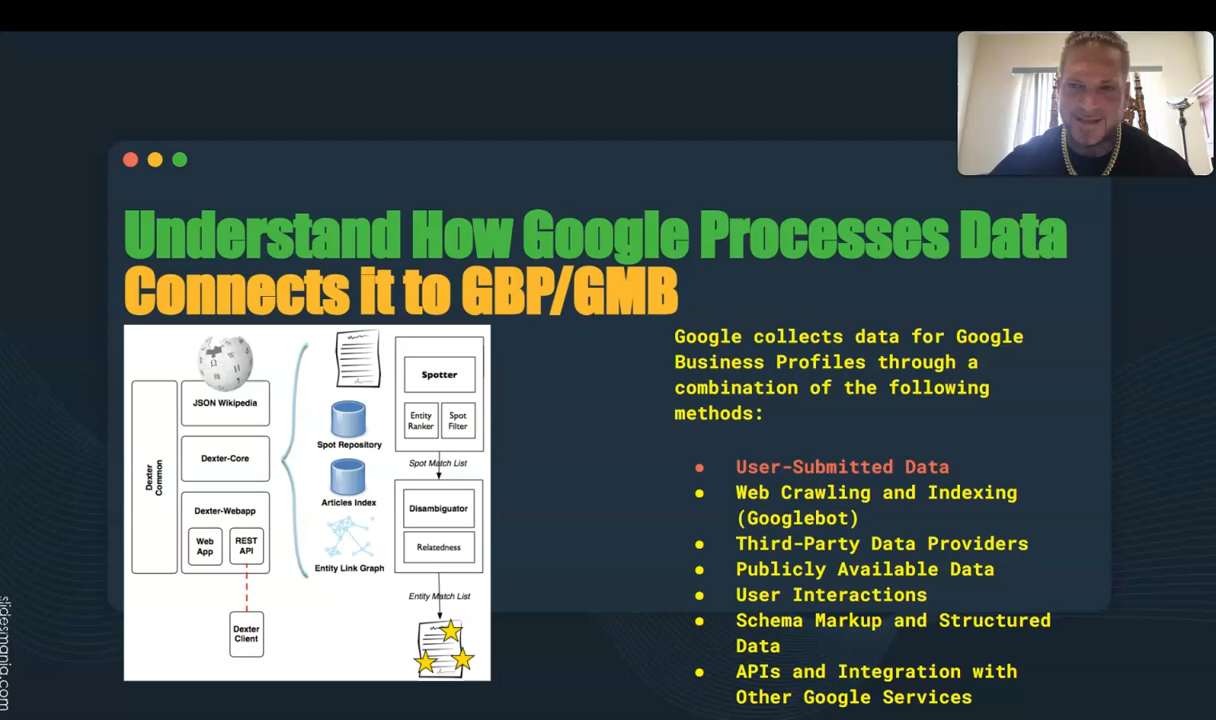 Understand How Google Processes Data
Connects it to GBP/GMB
JSON Wikipedia
Dexter
Common
Dexter-Core
Dexter-Webapp
Web
App
REST
API
Dexter
Client
Spot Repository
Articles Index
Entity Link Graph
Spotter
Entity
Ranker
Spot
Filter
Spot Match List
Disambiguator
Relatedness
Entity Match List
Google collects data for Google
Business Profiles through a
combination of the following
methods:
● User-Submitted Data
● Web Crawling and Indexing
(Googlebot)
● Third-Party Data Providers
● Publicly Available Data
● User Interactions
● Schema Markup and Structured
Data
● APIs and Integration with
Other Google Services
slidesmania.com